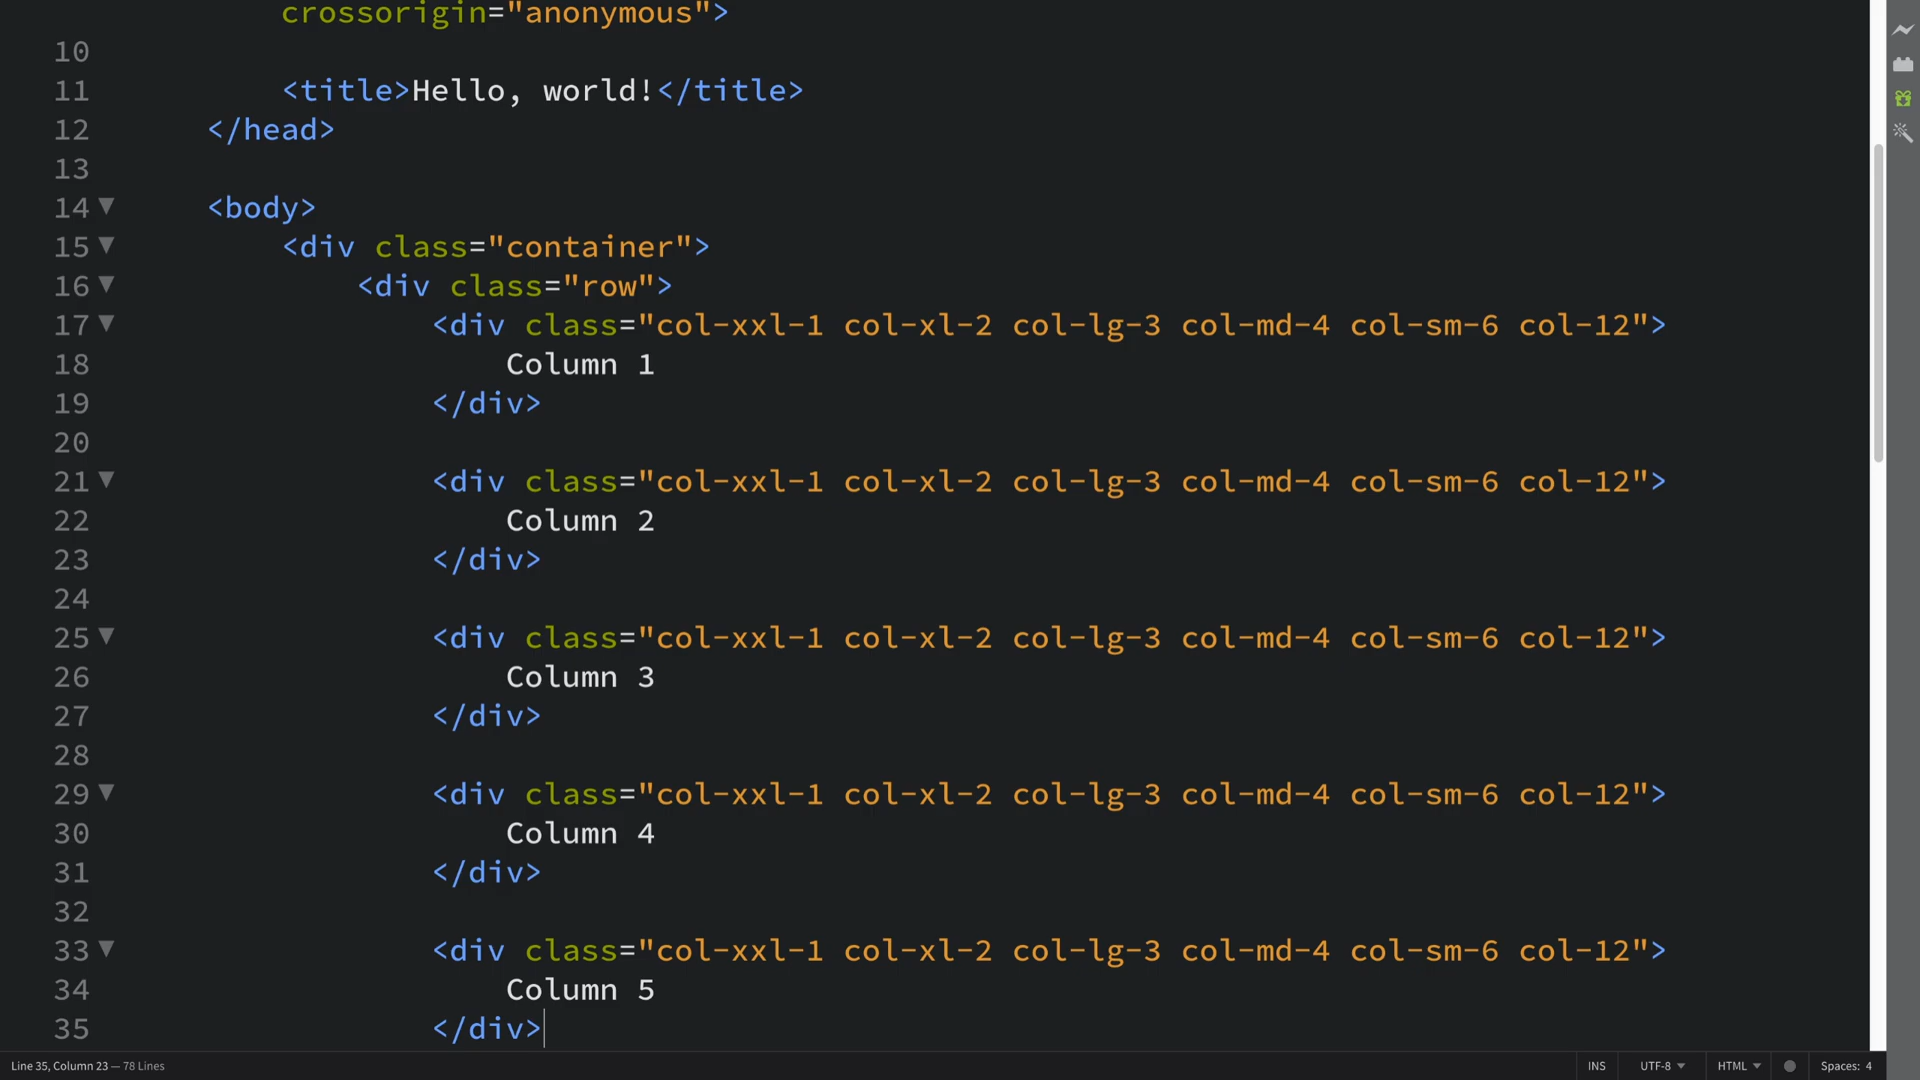 crossorigin="anonymous">
10
11 <title>Hello, world!</title>
12 </head>
13
14 <body>
15 <div class="container">
16 <div class="row">
17 <div class="col-xxl-1 col-xl-2 col-lg-3 col-md-4 col-sm-6 col-12">
18 Column 1
19 </div>
20
21 <div class="col-xxl-1 col-xl-2 col-lg-3 col-md-4 col-sm-6 col-12">
22 Column 2
23 </div>
24
25 <div class="col-xxl-1 col-xl-2 col-lg-3 col-md-4 col-sm-6 col-12">
26 Column 3
27 </div>
28
29 <div class="col-xxl-1 col-xl-2 col-lg-3 col-md-4 col-sm-6 col-12">
30 Column 4
31 </div>
32
33 <div class="col-xxl-1 col-xl-2 col-lg-3 col-md-4 col-sm-6 col-12">
34 Column 5
35 </div>
Line 35, Column 23 — 78 Lines INS UTF-8 HTML Spaces: 4